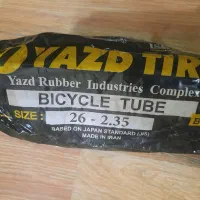 YAZD TIR
Yazd Rubber Industries Complex
BICYCLE TUBE
SIZE: 26 - 2.35
BASED ON JAPAN STANDARD (JIS)
MADE IN IRAN